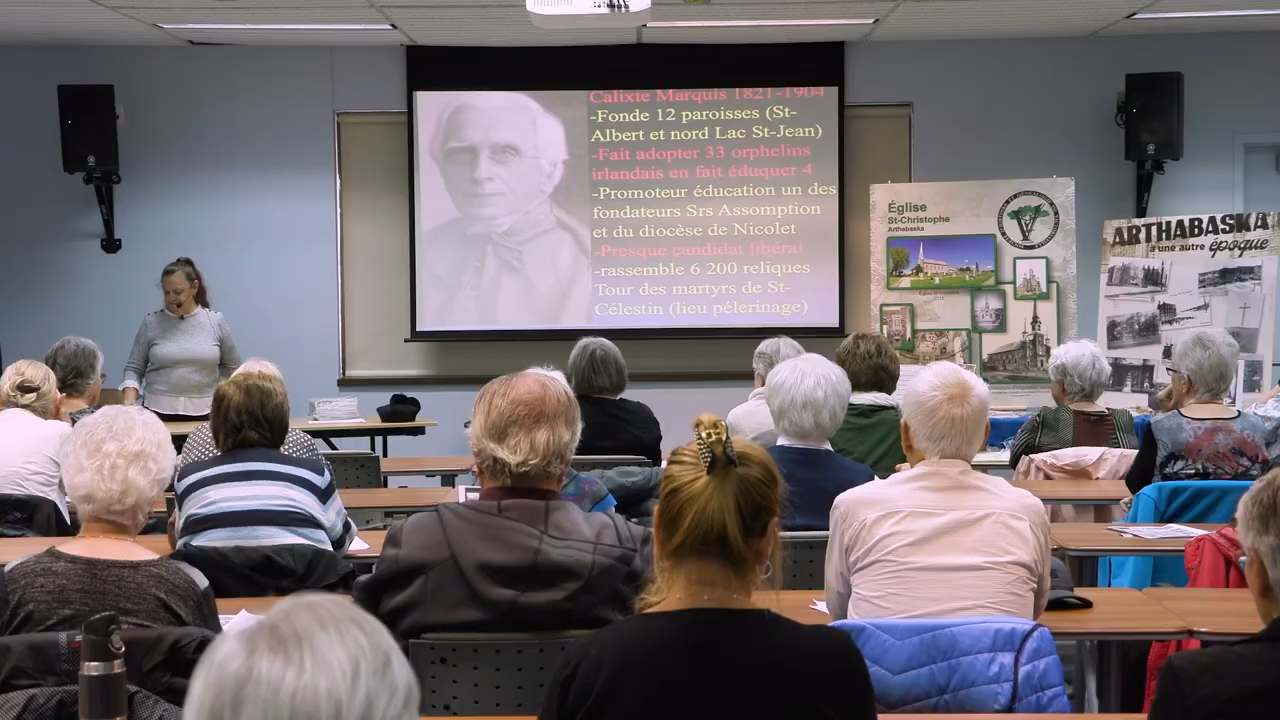 Calixte Marquis 1821-1904
-Fonde 12 paroisses (St-
Albert et nord Lac St-Jean)
-Fait adopter 33 orphelins
irlandais en fait éduquer 4
-Promoteur éducation un des
fondateurs Srs Assomption
et du diocèse de Nicolet
-Presque candidat libéral
-rassemble 6 200 reliques
Tour des martyrs de St-
Célestin (lieu pélerinage)
Église
St-Christophe
Arthabaska
ARTHABASKA
à une autre époque